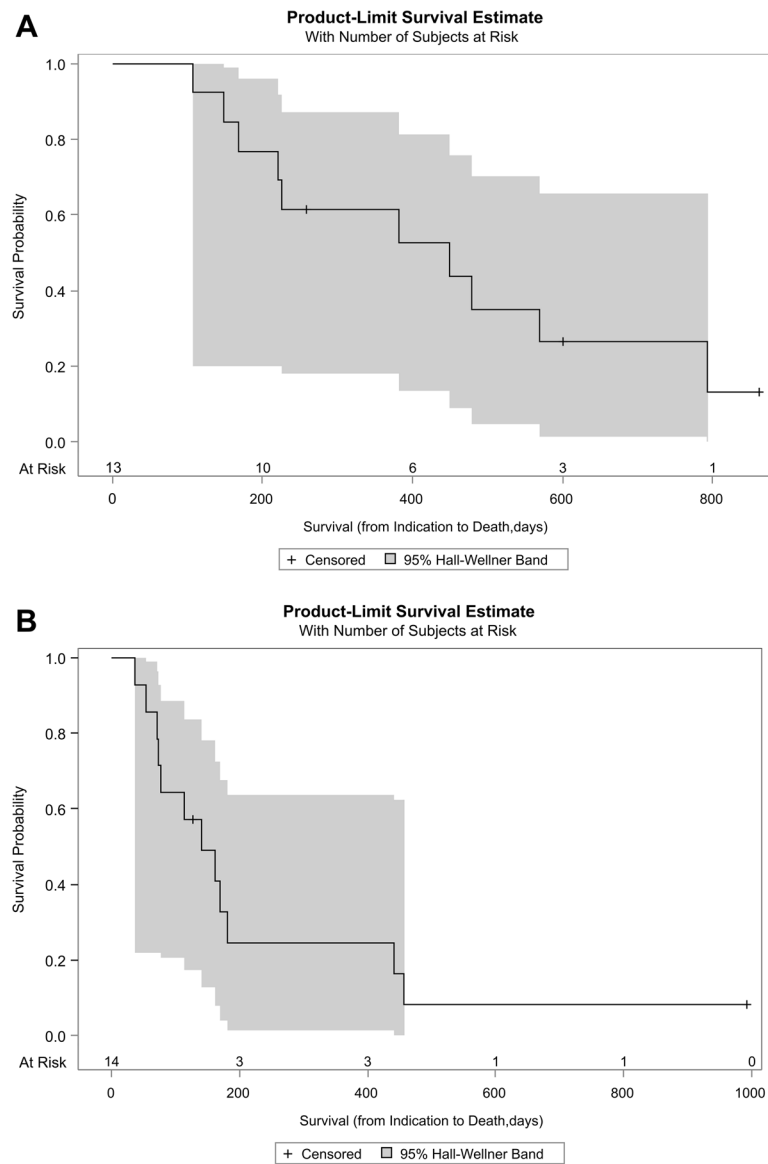 A
Product-Limit Survival Estimate
With Number of Subjects at Risk
1.0
0.8
0.6
0.4
0.2
0.0
Survival Probability
At Risk 13 10 6 3 1
0 200 400 600 800
Survival (from Indication to Death,days)
+ Censored 95% Hall-Wellner Band
B
Product-Limit Survival Estimate
With Number of Subjects at Risk
1.0
0.8
0.6
0.4
0.2
0.0
Survival Probability
At Risk 14 3 3 1 1 0
0 200 400 600 800 1000
Survival (from Indication to Death,days)
+ Censored 95% Hall-Wellner Band